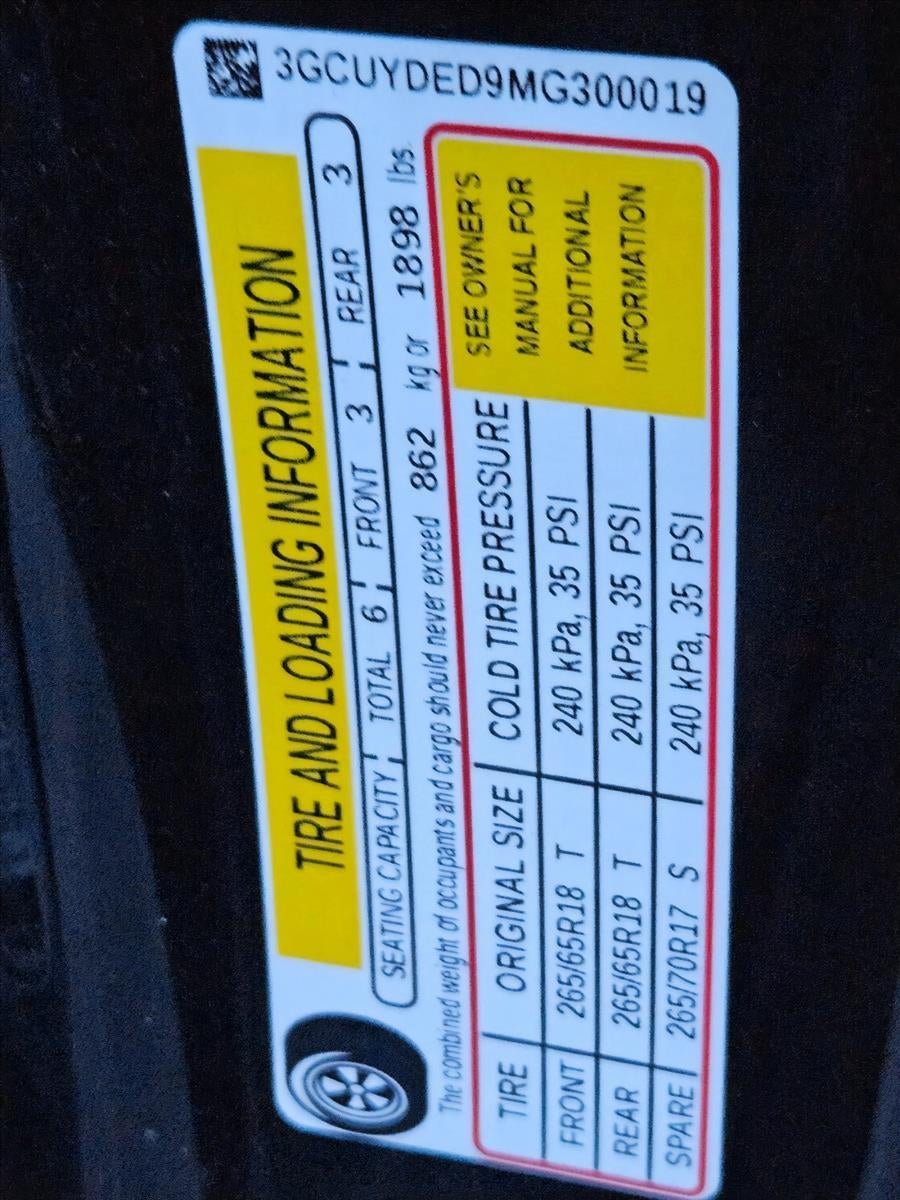 3GCUYDED9MG300019
TIRE AND LOADING INFORMATION
SEATING CAPACITY TOTAL 6 FRONT 3 REAR 3
The combined weight of occupants and cargo should never exceed 862 kg or 1898 lbs.
TIRE ORIGINAL SIZE COLD TIRE PRESSURE
FRONT 265/65R18 T 240 kPa, 35 PSI
REAR 265/65R18 T 240 kPa, 35 PSI
SPARE 265/70R17 S 240 kPa, 35 PSI
SEE OWNER'S
MANUAL FOR
ADDITIONAL
INFORMATION